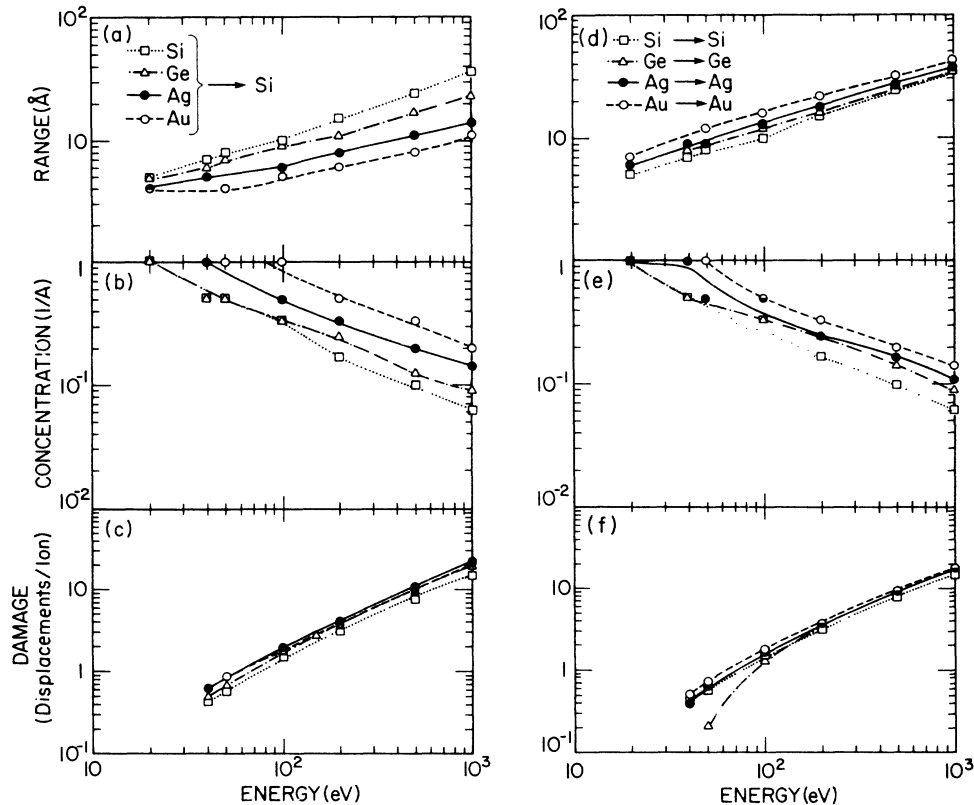 (a)
Si
Ge
Ag
Au
→ Si
10²
10
RANGE (Å)
(b)
1
10⁻¹
10⁻²
CONCENTRATION (I/A)
(c)
10
1
10⁻¹
DAMAGE
(Displacements/Ion)
10
10²
10³
ENERGY (eV)
(d)
Si → Si
Ge → Ge
Ag → Ag
Au → Au
10²
10
(e)
1
10⁻¹
10⁻²
(f)
10
1
10⁻¹
10
10²
10³
ENERGY (eV)